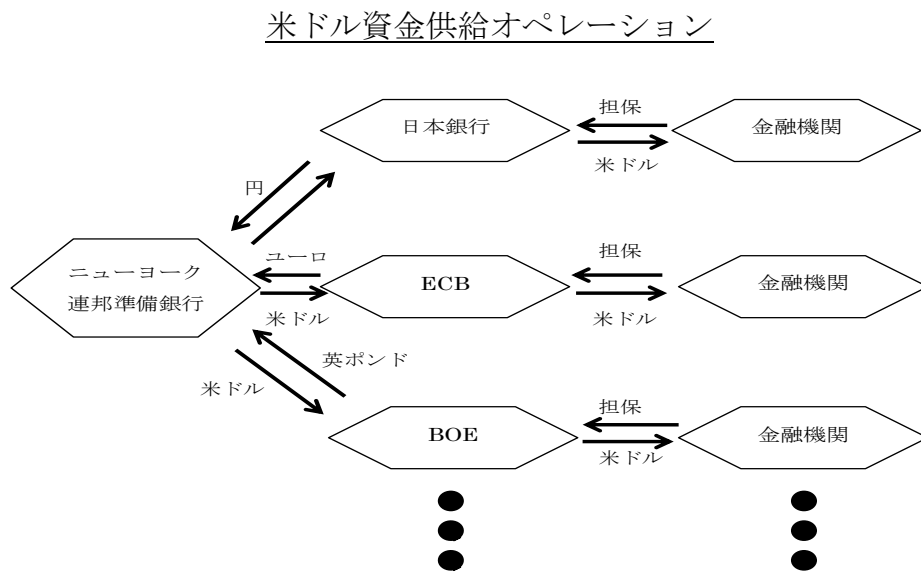 米ドル資金供給オペレーション
担保
日本銀行
金融機関
米ドル
円
ニューヨーク
連邦準備銀行
ユーロ
担保
ECB
金融機関
米ドル
米ドル
英ポンド
米ドル
担保
BOE
金融機関
米ドル